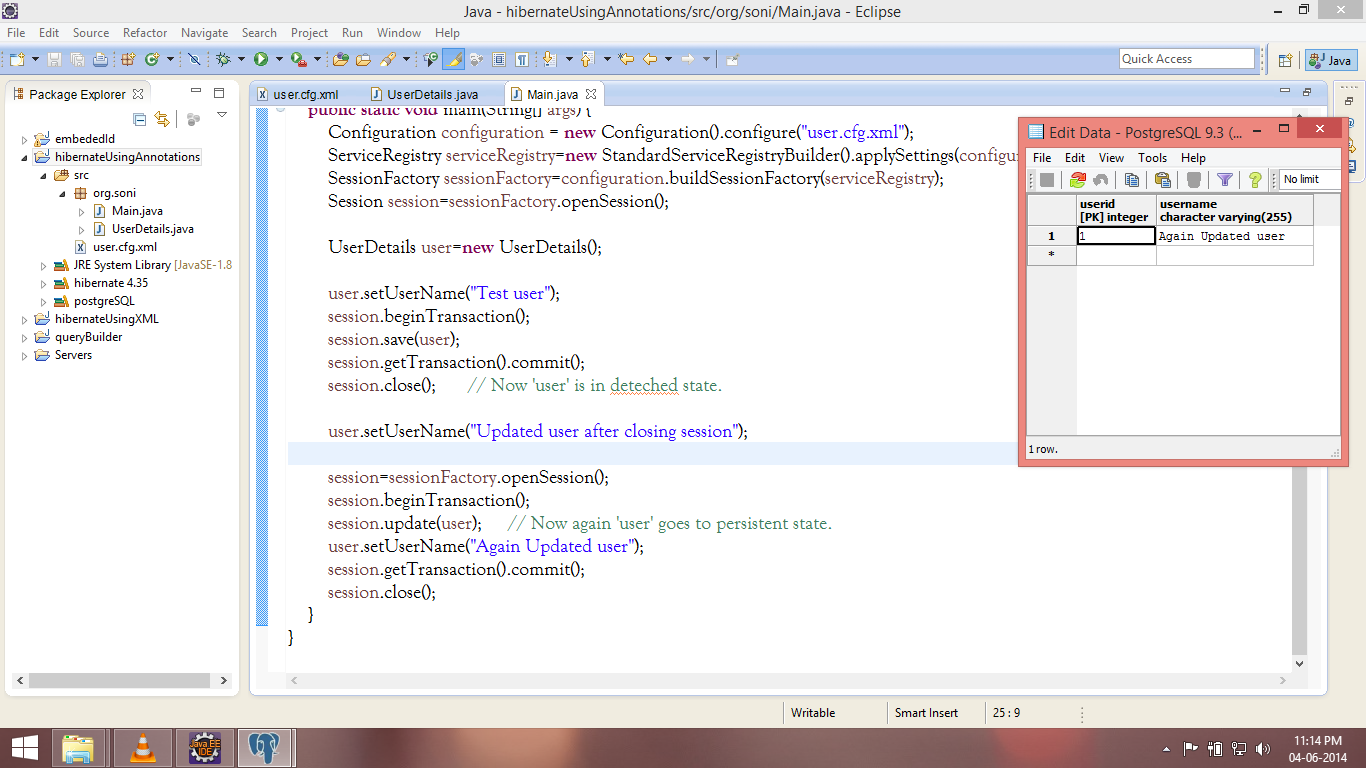 Java - hibernateUsingAnnotations/src/org/soni/Main.java - Eclipse
File Edit Source Refactor Navigate Search Project Run Window Help
Quick Access
Java
Package Explorer
user.cfg.xml
UserDetails.java
Main.java
embededId
hibernateUsingAnnotations
src
org.soni
Main.java
UserDetails.java
user.cfg.xml
JRE System Library [JavaSE-1.8
hibernate 4.35
postgreSQL
hibernateUsingXML
queryBuilder
Servers
public static void main(String[] args) {
Configuration configuration = new Configuration().configure("user.cfg.xml");
ServiceRegistry serviceRegistry=new StandardServiceRegistryBuilder().applySettings(configu
SessionFactory sessionFactory=configuration.buildSessionFactory(serviceRegistry);
Session session=sessionFactory.openSession();
UserDetails user=new UserDetails();
user.setUserName("Test user");
session.beginTransaction();
session.save(user);
session.getTransaction().commit();
session.close(); // Now 'user' is in deteched state.
user.setUserName("Updated user after closing session");
session=sessionFactory.openSession();
session.beginTransaction();
session.update(user); // Now again 'user' goes to persistent state.
user.setUserName("Again Updated user");
session.getTransaction().commit();
session.close();
}
}
Edit Data - PostgreSQL 9.3 (...
File Edit View Tools Help
No limit
userid username
[PK] integer character varying(255)
1 1 Again Updated user
*
1 row.
Writable Smart Insert 25 : 9
Java EE
IDE
11:14 PM
04-06-2014